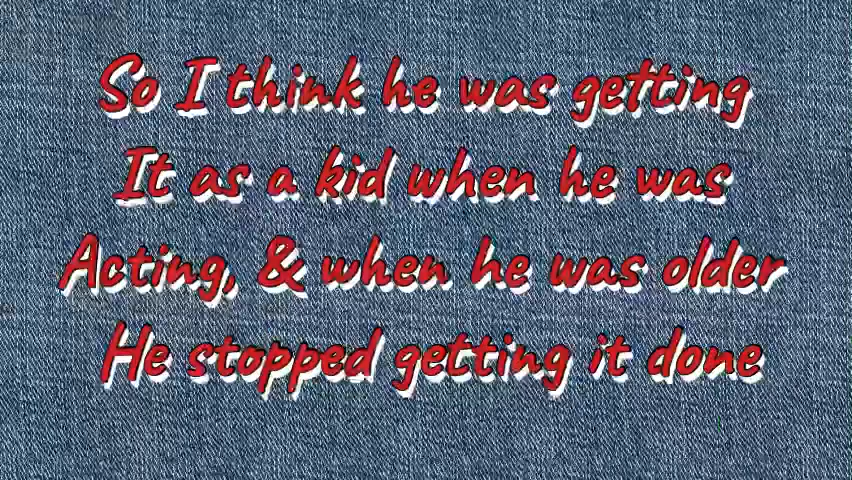 So I think he was getting
It as a kid when he was
Acting, & when he was older
He stopped getting it done